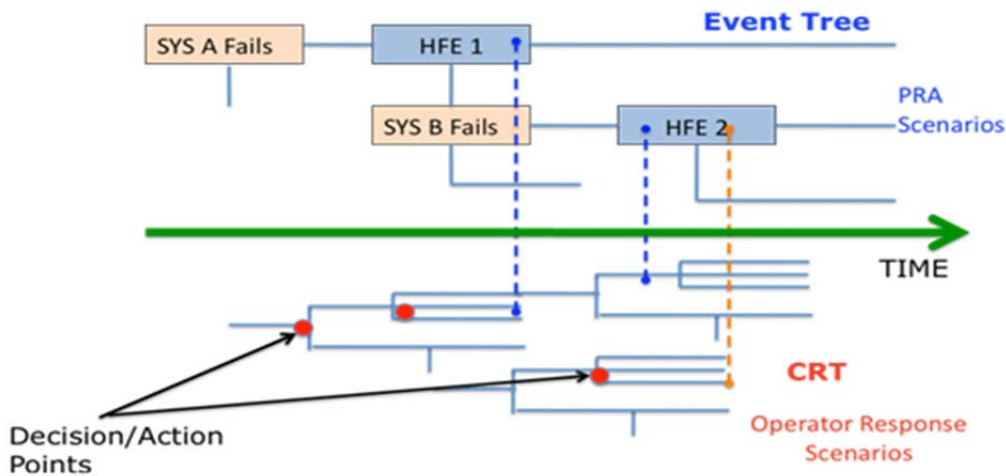 Event Tree
SYS A Fails
HFE 1
PRA
Scenarios
SYS B Fails
HFE 2
TIME
CRT
Operator Response
Scenarios
Decision/Action
Points